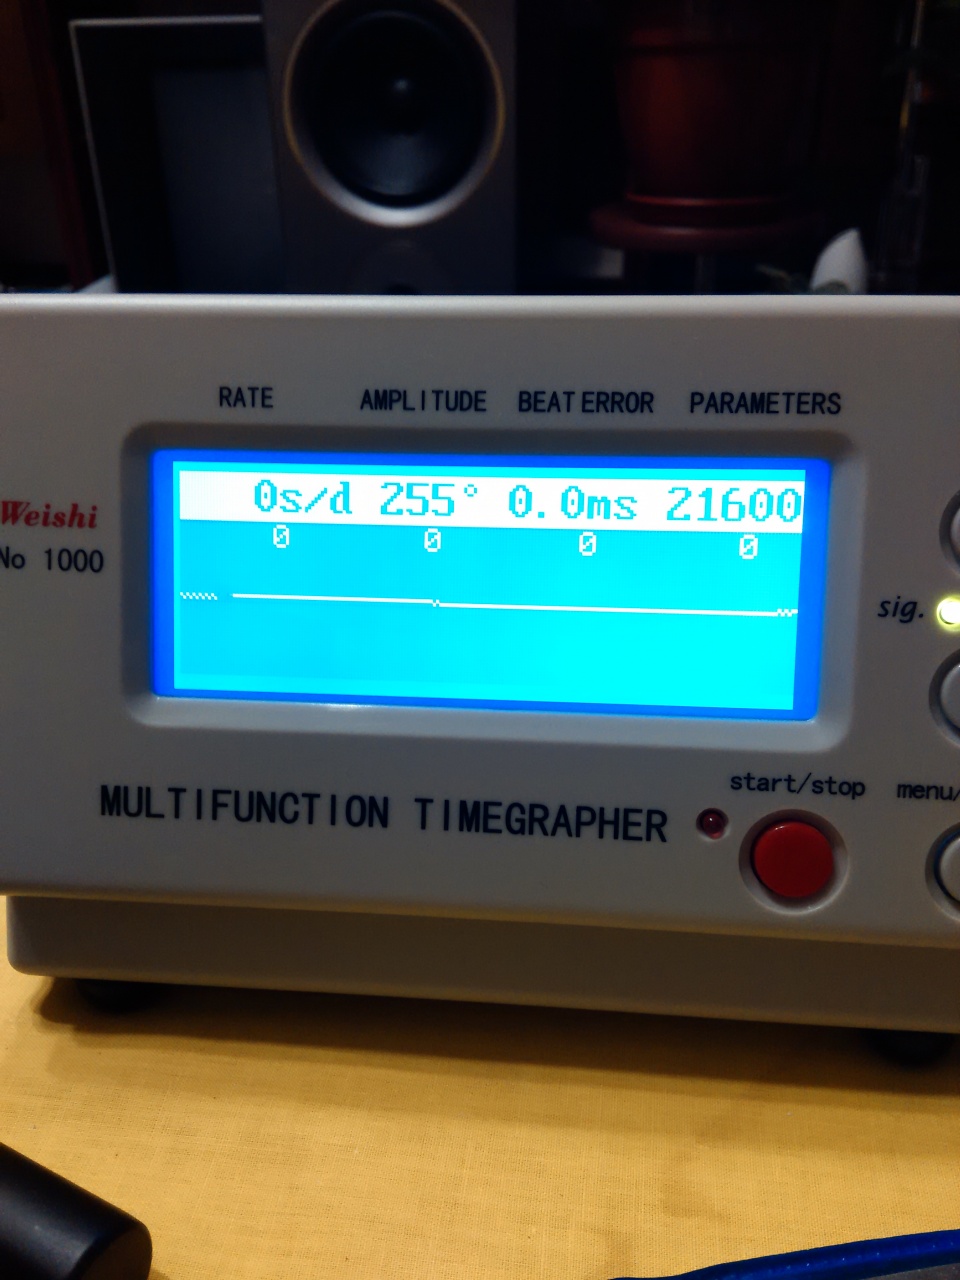 RATE AMPLITUDE BEAT ERROR PARAMETERS
0s/d 255° 0.0ms 21600
0 0 0 0
Weishi
No 1000
sig.
start/stop menu/
MULTIFUNCTION TIMEGRAPHER